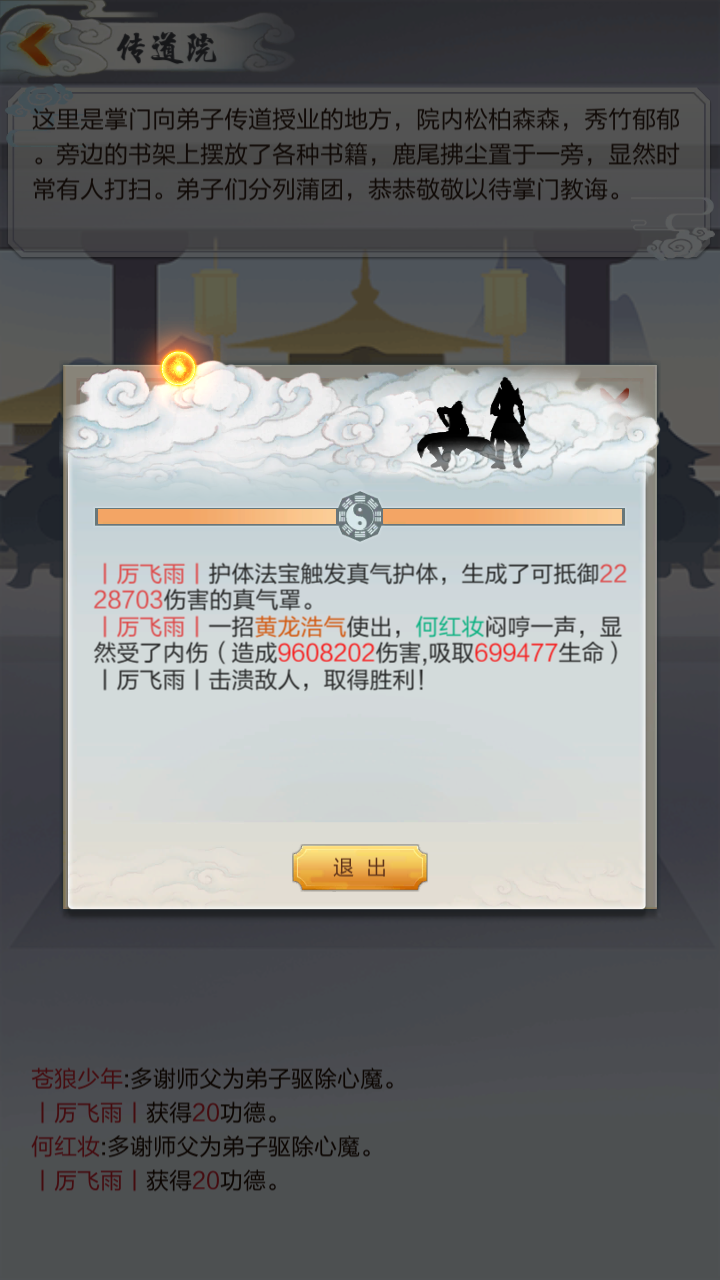 传道院
这里是掌门向弟子传道授业的地方，院内松柏森森，秀竹郁郁
。旁边的书架上摆放了各种书籍，鹿尾拂尘置于一旁，显然时
常有人打扫。弟子们分列蒲团，恭恭敬敬以待掌门教诲。
丨厉飞雨丨护体法宝触发真气护体，生成了可抵御22
28703伤害的真气罩。
丨厉飞雨丨一招黄龙浩气使出，何红妆闷哼一声，显
然受了内伤（造成9608202伤害,吸取699477生命）
丨厉飞雨丨击溃敌人，取得胜利！
退出
苍狼少年:多谢师父为弟子驱除心魔。
丨厉飞雨丨获得20功德。
何红妆:多谢师父为弟子驱除心魔。
丨厉飞雨丨获得20功德。